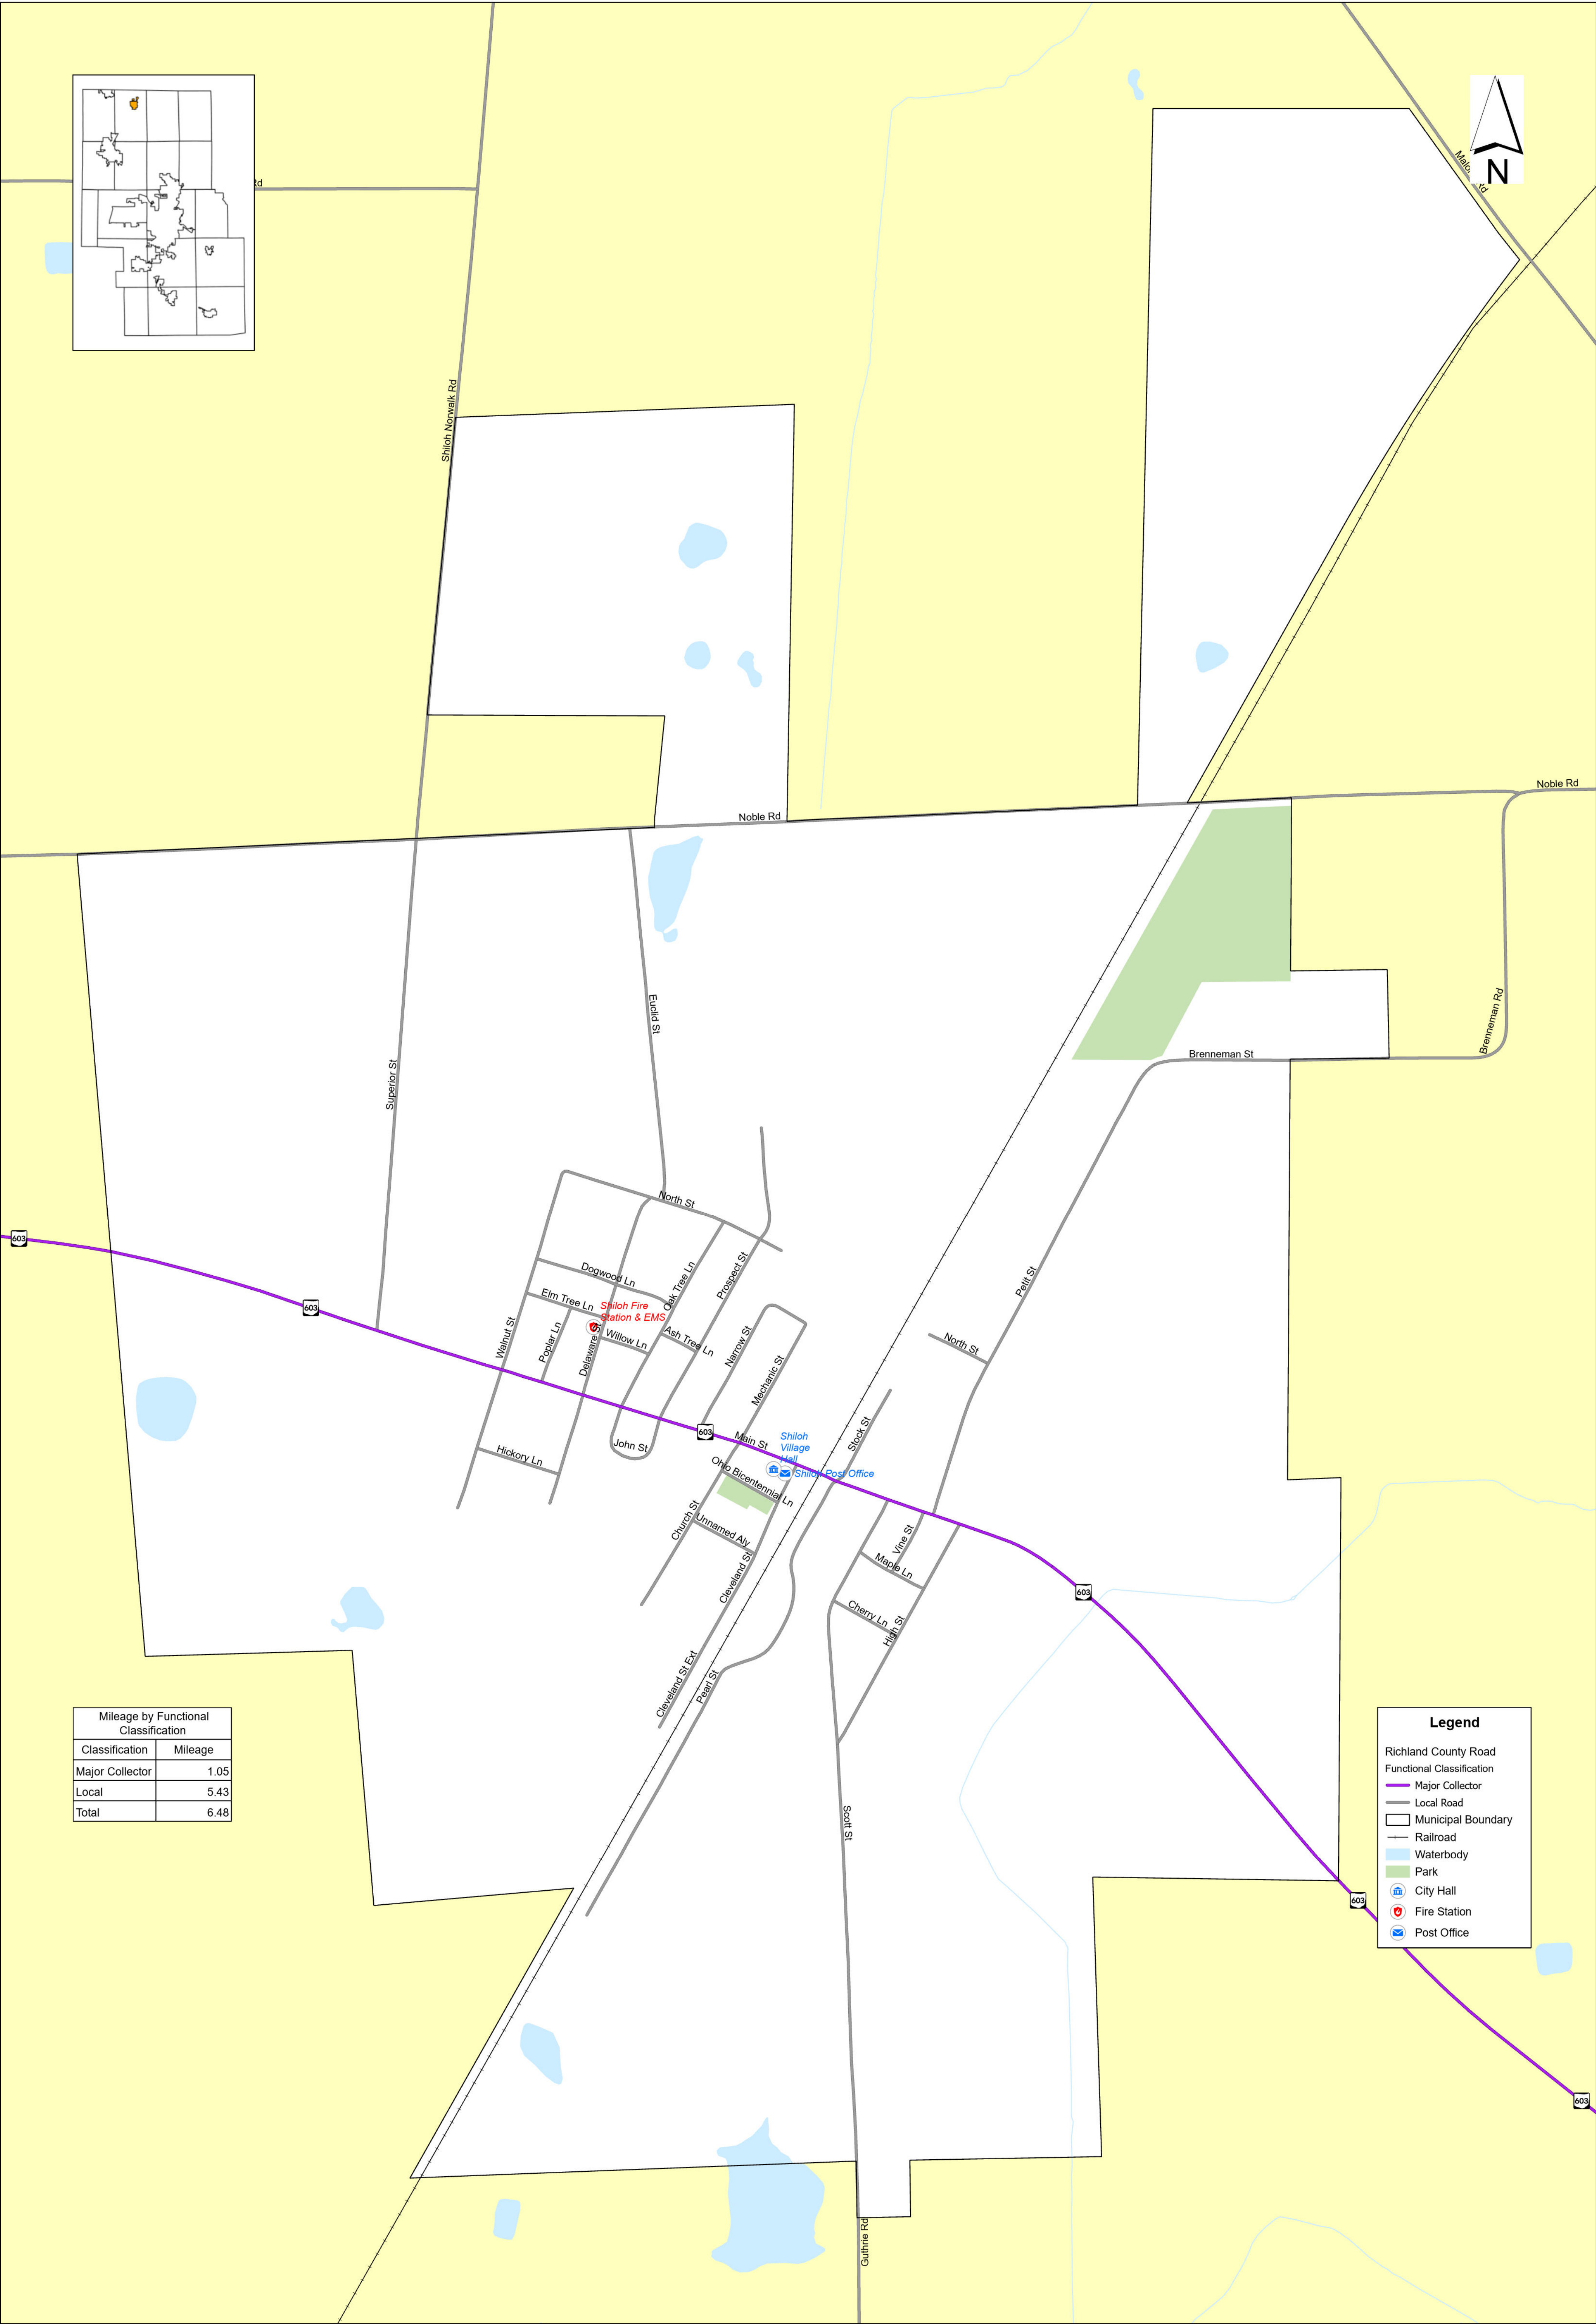 N
Rd
Shiloh Norwalk Rd
Noble Rd
Noble Rd
Euclid St
Superior St
Brenneman Rd
Brenneman St
603
603
North St
Dogwood Ln
Elm Tree Ln
Oak Tree Ln
Prospect St
Shiloh Fire
Station & EMS
Walnut St
Poplar Ln
Delaware
Willow Ln
Ash Tree Ln
Narrow St
Mechanic St
Petit St
North St
Hickory Ln
John St
603
Main St
Shiloh
Village
Hall
Shiloh Post Office
Stock St
Ohio Bicentennial Ln
Church St
Unnamed Aly
Cleveland St
Vine St
Maple Ln
Cherry Ln
High St
603
Cleveland St Ext
Pearl St
Scott St
Mileage by Functional
Classification
Classification Mileage
Major Collector 1.05
Local 5.43
Total 6.48
Legend
Richland County Road
Functional Classification
Major Collector
Local Road
Municipal Boundary
Railroad
Waterbody
Park
City Hall
Fire Station
Post Office
603
603
Guthrie Rd